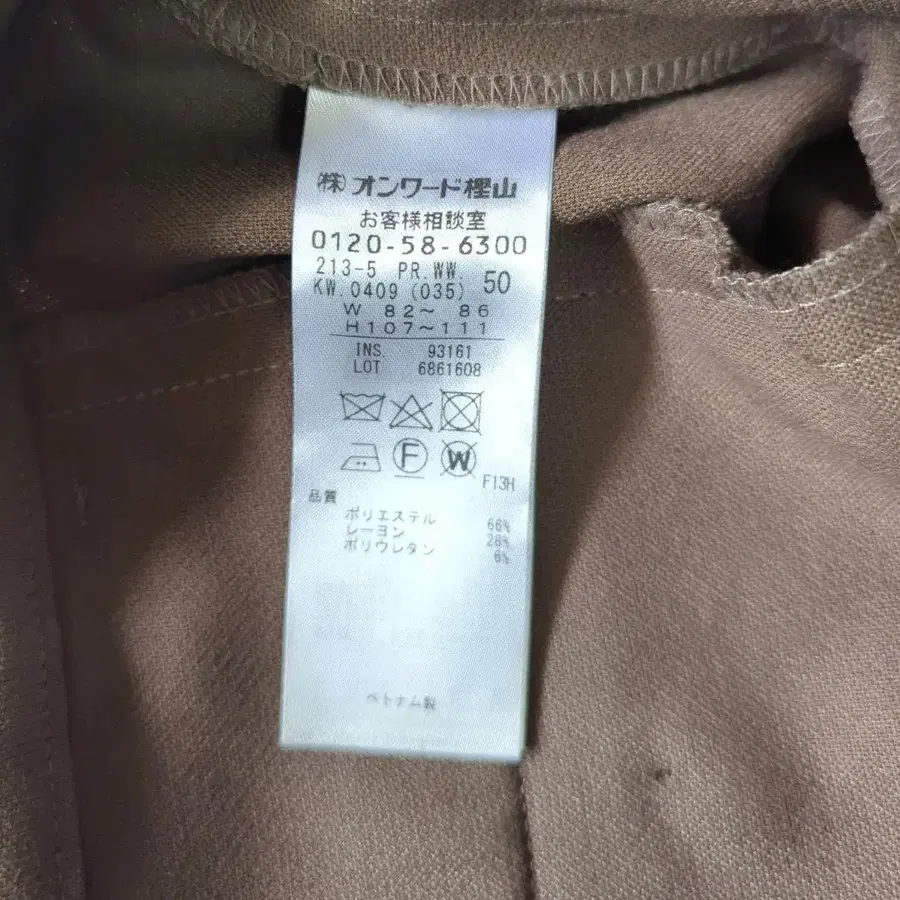 ㈱オンワード樫山
お客様相談室
0120-58-6300
213-5 PR.WW. 50
KW.0409 (035)
W 82～ 86
H107～111
INS. 93161
LOT 6861608
F W
F13H
品質
ポリエステル 66%
レーヨン 28%
ポリウレタン 6%
ベトナム製